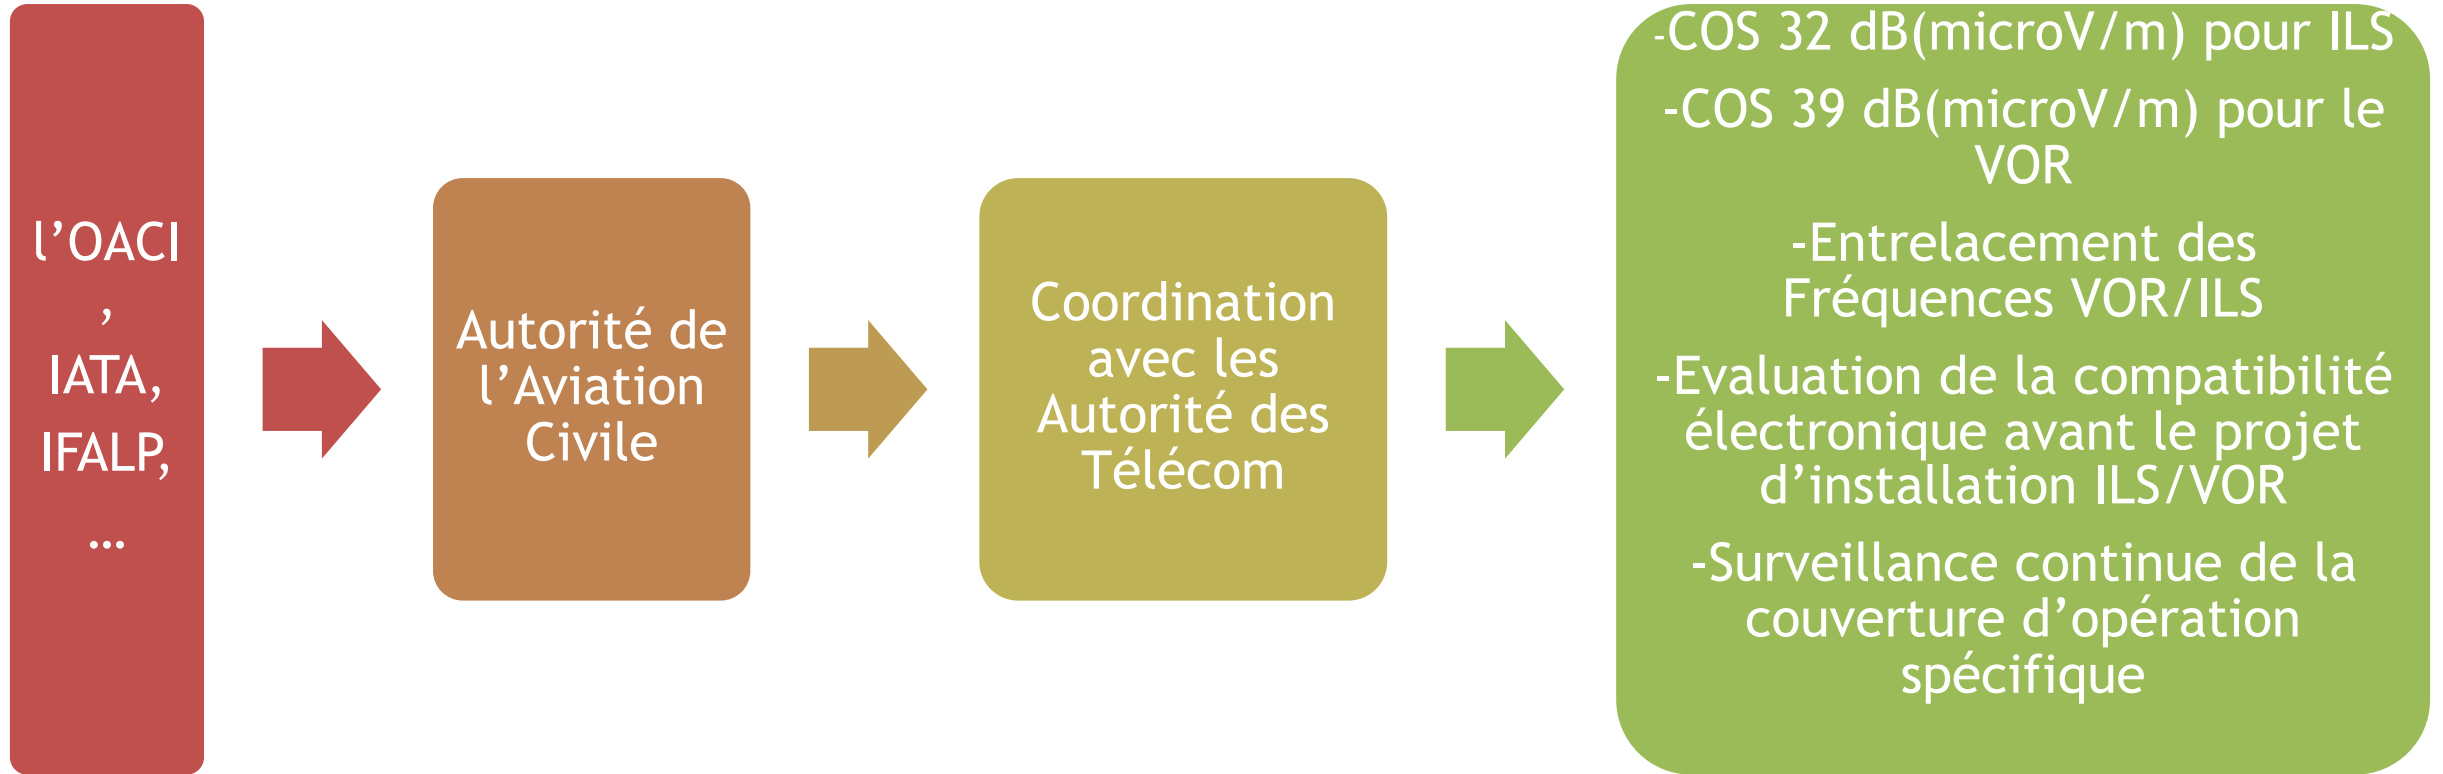 l’OACI
,
IATA,
IFALP,
…
Autorité de
l’Aviation
Civile
Coordination
avec les
Autorité des
Télécom
-COS 32 dB(microV/m) pour ILS
-COS 39 dB(microV/m) pour le
VOR
-Entrelacement des
Fréquences VOR/ILS
-Evaluation de la compatibilité
électronique avant le projet
d’installation ILS/VOR
-Surveillance continue de la
couverture d’opération
spécifique